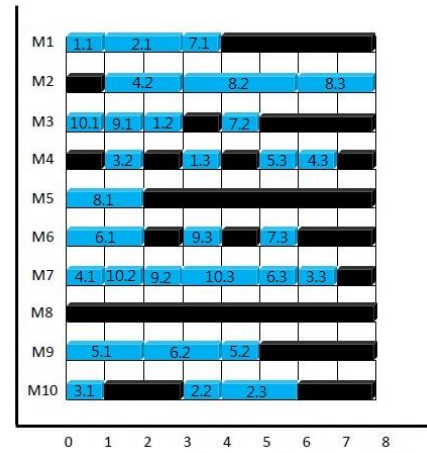 M1 1.1 2.1 7.1
M2 4.2 8.2 8.3
M3 10.1 9.1 1.2 7.2
M4 3.2 1.3 5.3 4.3
M5 8.1
M6 6.1 9.3 7.3
M7 4.1 10.2 9.2 10.3 6.3 3.3
M8
M9 5.1 6.2 5.2
M10 3.1 2.2 2.3
0 1 2 3 4 5 6 7 8